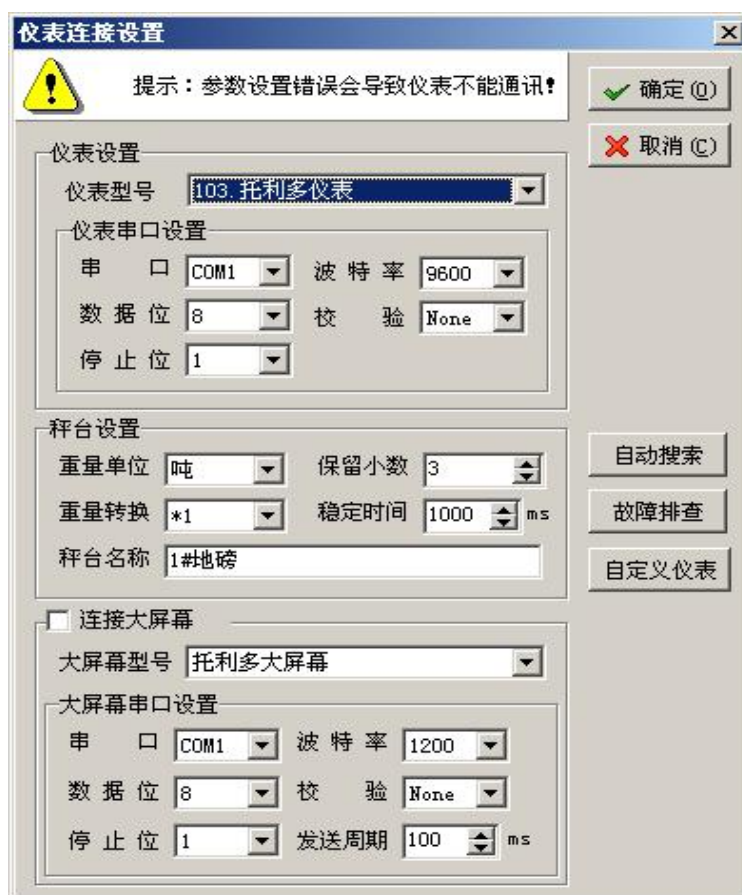 仪表连接设置
提示：参数设置错误会导致仪表不能通讯！
确定(O)
取消(C)
仪表设置
仪表型号 103.托利多仪表
仪表串口设置
串 口 COM1 波 特 率 9600
数 据 位 8 校 验 None
停 止 位 1
秤台设置
重量单位 吨 保留小数 3
自动搜索
重量转换 *1 稳定时间 1000 ms
故障排查
秤台名称 1#地磅
自定义仪表
连接大屏幕
大屏幕型号 托利多大屏幕
大屏幕串口设置
串 口 COM1 波 特 率 1200
数 据 位 8 校 验 None
停 止 位 1 发送周期 100 ms